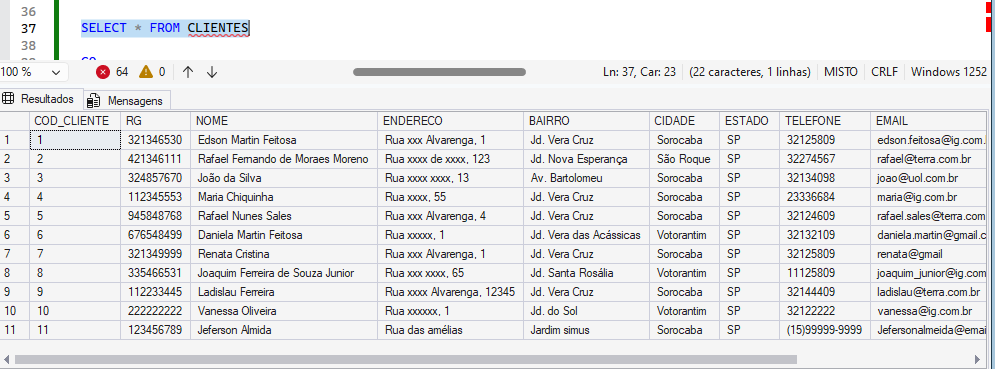 36
37 SELECT * FROM CLIENTES
38
100 % 64 0 Ln: 37, Car: 23 (22 caracteres, 1 linhas) MISTO CRLF Windows 1252
Resultados Mensagens
COD_CLIENTE RG NOME ENDERECO BAIRRO CIDADE ESTADO TELEFONE EMAIL
1 1 321346530 Edson Martin Feitosa Rua xxx Alvarenga, 1 Jd. Vera Cruz Sorocaba SP 32125809 edson.feitosa@ig.com.
2 2 421346111 Rafael Fernando de Moraes Moreno Rua xxxx de xxxx, 123 Jd. Nova Esperança São Roque SP 32274567 rafael@terra.com.br
3 3 324857670 João da Silva Rua xxxx xxxx, 13 Av. Bartolomeu Sorocaba SP 32134098 joao@uol.com.br
4 4 112345553 Maria Chiquinha Rua xxxx, 55 Jd. Vera Cruz Sorocaba SP 23336684 maria@ig.com.br
5 5 945848768 Rafael Nunes Sales Rua xxx Alvarenga, 4 Jd. Vera Cruz Sorocaba SP 32124609 rafael.sales@terra.com
6 6 676548499 Daniela Martin Feitosa Rua xxxxx, 1 Jd. Vera das Acássicas Votorantim SP 32132109 daniela.martin@gmail.c
7 7 321349999 Renata Cristina Rua xxx Alvarenga, 1 Jd. Vera Cruz Sorocaba SP 32125809 renata@gmail
8 8 335466531 Joaquim Ferreira de Souza Junior Rua xxx xxxx, 65 Jd. Santa Rosália Votorantim SP 11125809 joaquim_junior@ig.com
9 9 112233445 Ladislau Ferreira Rua xxxx Alvarenga, 12345 Jd. Vera Cruz Sorocaba SP 32144409 ladislau@terra.com.br
10 10 222222222 Vanessa Oliveira Rua xxxxxx, 1 Jd. do Sol Votorantim SP 32122222 vanessa@ig.com.br
11 11 123456789 Jeferson Almida Rua das amélias Jardim simus Sorocaba SP (15)99999-9999 Jefersonalmeida@emai